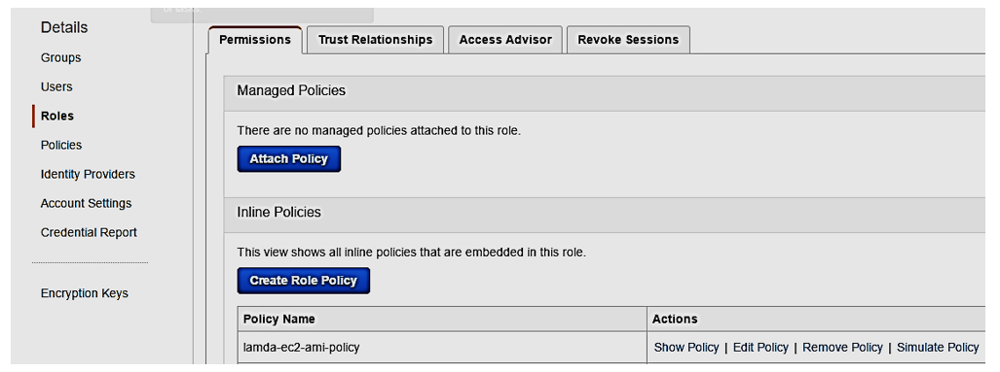 Details
Groups
Users
Roles
Policies
Identity Providers
Account Settings
Credential Report
Encryption Keys
Permissions
Trust Relationships
Access Advisor
Revoke Sessions
Managed Policies
There are no managed policies attached to this role.
Attach Policy
Inline Policies
This view shows all inline policies that are embedded in this role.
Create Role Policy
Policy Name Actions
lamda-ec2-ami-policy Show Policy | Edit Policy | Remove Policy | Simulate Policy